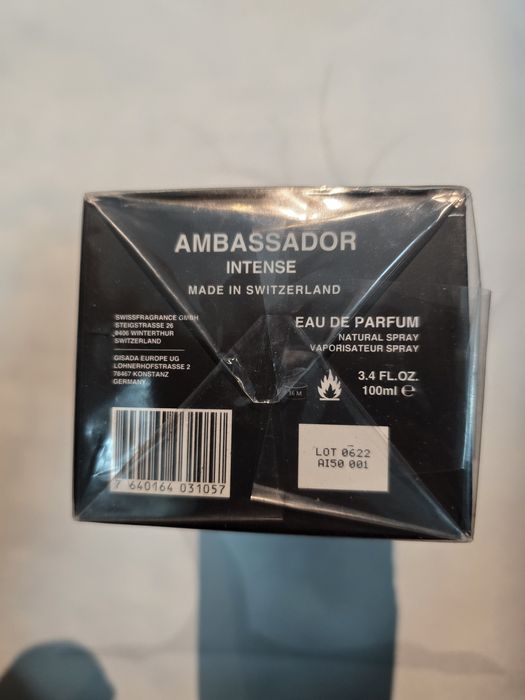 AMBASSADOR
INTENSE
MADE IN SWITZERLAND
SWISSFRAGRANCE GMBH
STEIGSTRASSE 26
8406 WINTERTHUR
SWITZERLAND
GISADA EUROPE UG
LOHNERHOFSTRASSE 2
78467 KONSTANZ
GERMANY
EAU DE PARFUM
NATURAL SPRAY
VAPORISATEUR SPRAY
36 M
3.4 FL.OZ.
100ml ℮
7 640164 031057
LOT 0622
AI50 001